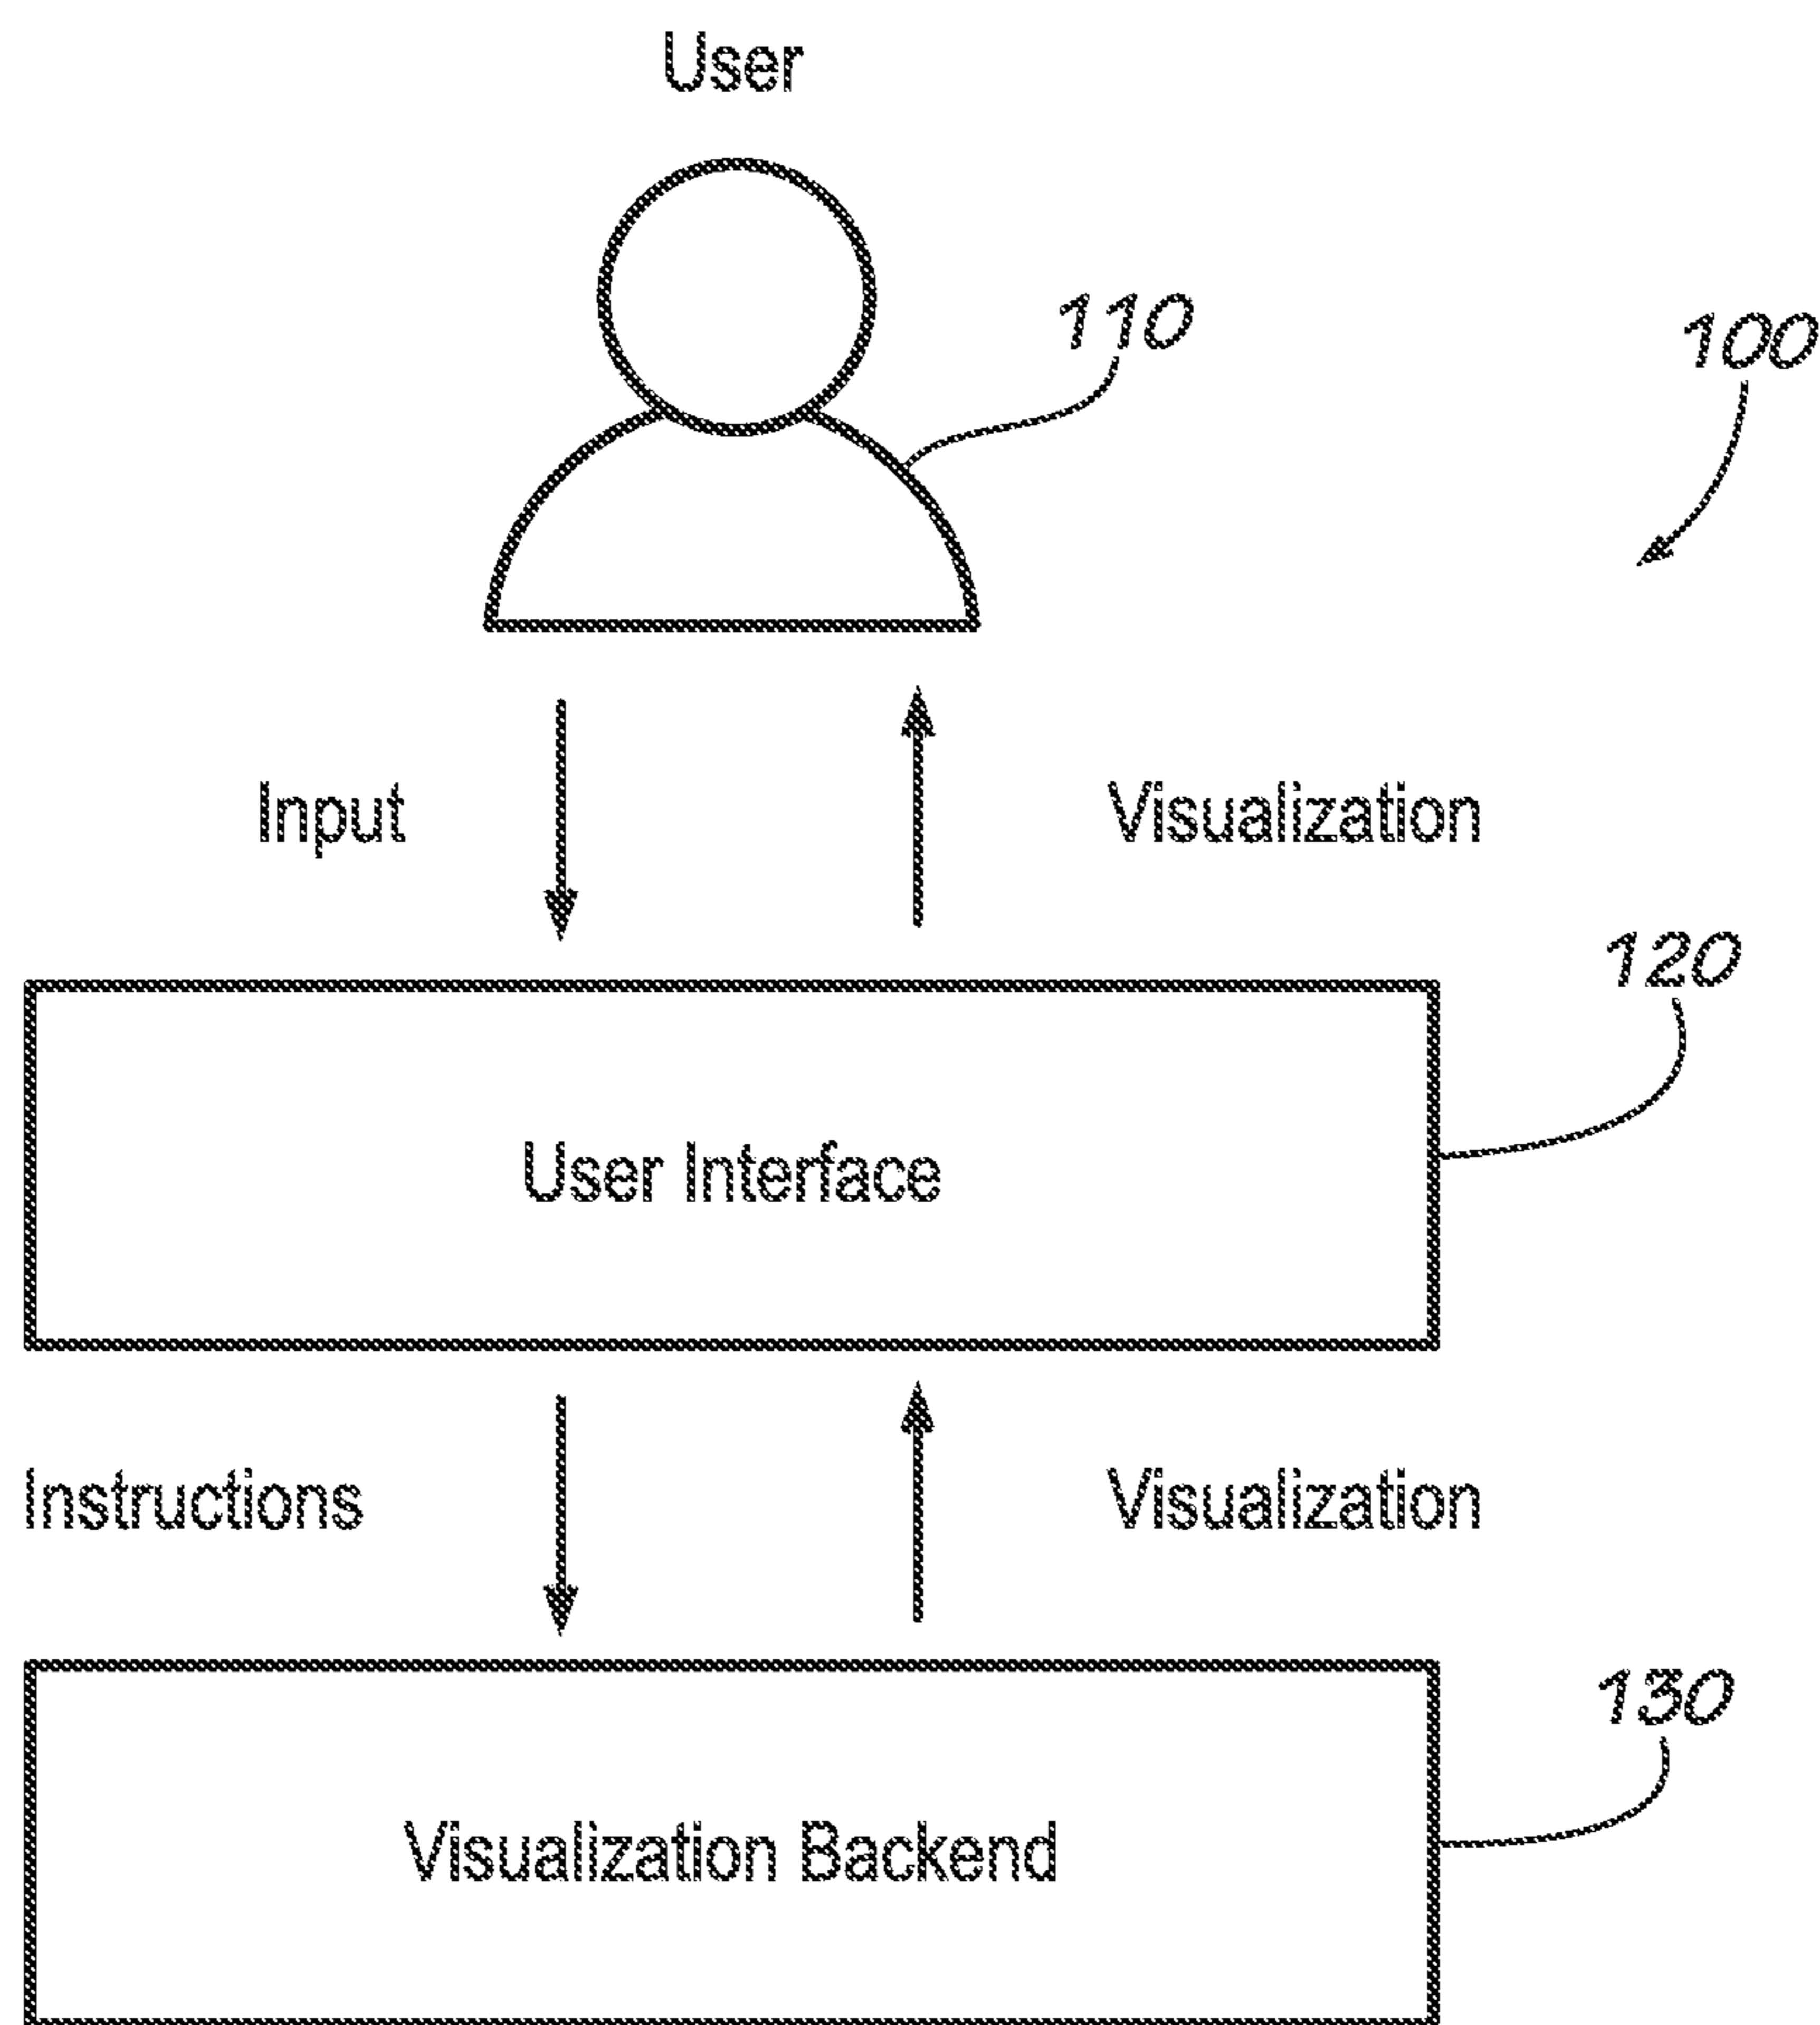 User
110
100
Input
Visualization
120
User Interface
Instructions
Visualization
130
Visualization Backend